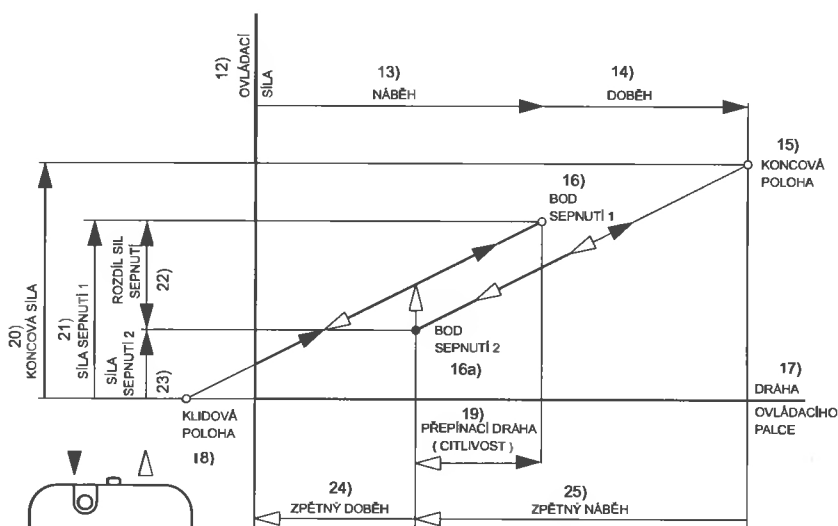 12)
OVLÁDACÍ
SÍLA
13)
NÁBĚH
14)
DOBĚH
15)
KONCOVÁ
POLOHA
16)
BOD
SEPNUTÍ 1
20)
KONCOVÁ SÍLA
21)
SÍLA SEPNUTÍ 1
22)
ROZDÍL SIL
SEPNUTÍ
23)
SÍLA
SEPNUTÍ 2
BOD
SEPNUTÍ 2
16a)
17)
DRÁHA
OVLÁDACÍHO
PALCE
KLIDOVÁ
POLOHA
18)
19)
PŘEPÍNACÍ DRÁHA
( CITLIVOST )
24)
ZPĚTNÝ DOBĚH
25)
ZPĚTNÝ NÁBĚH